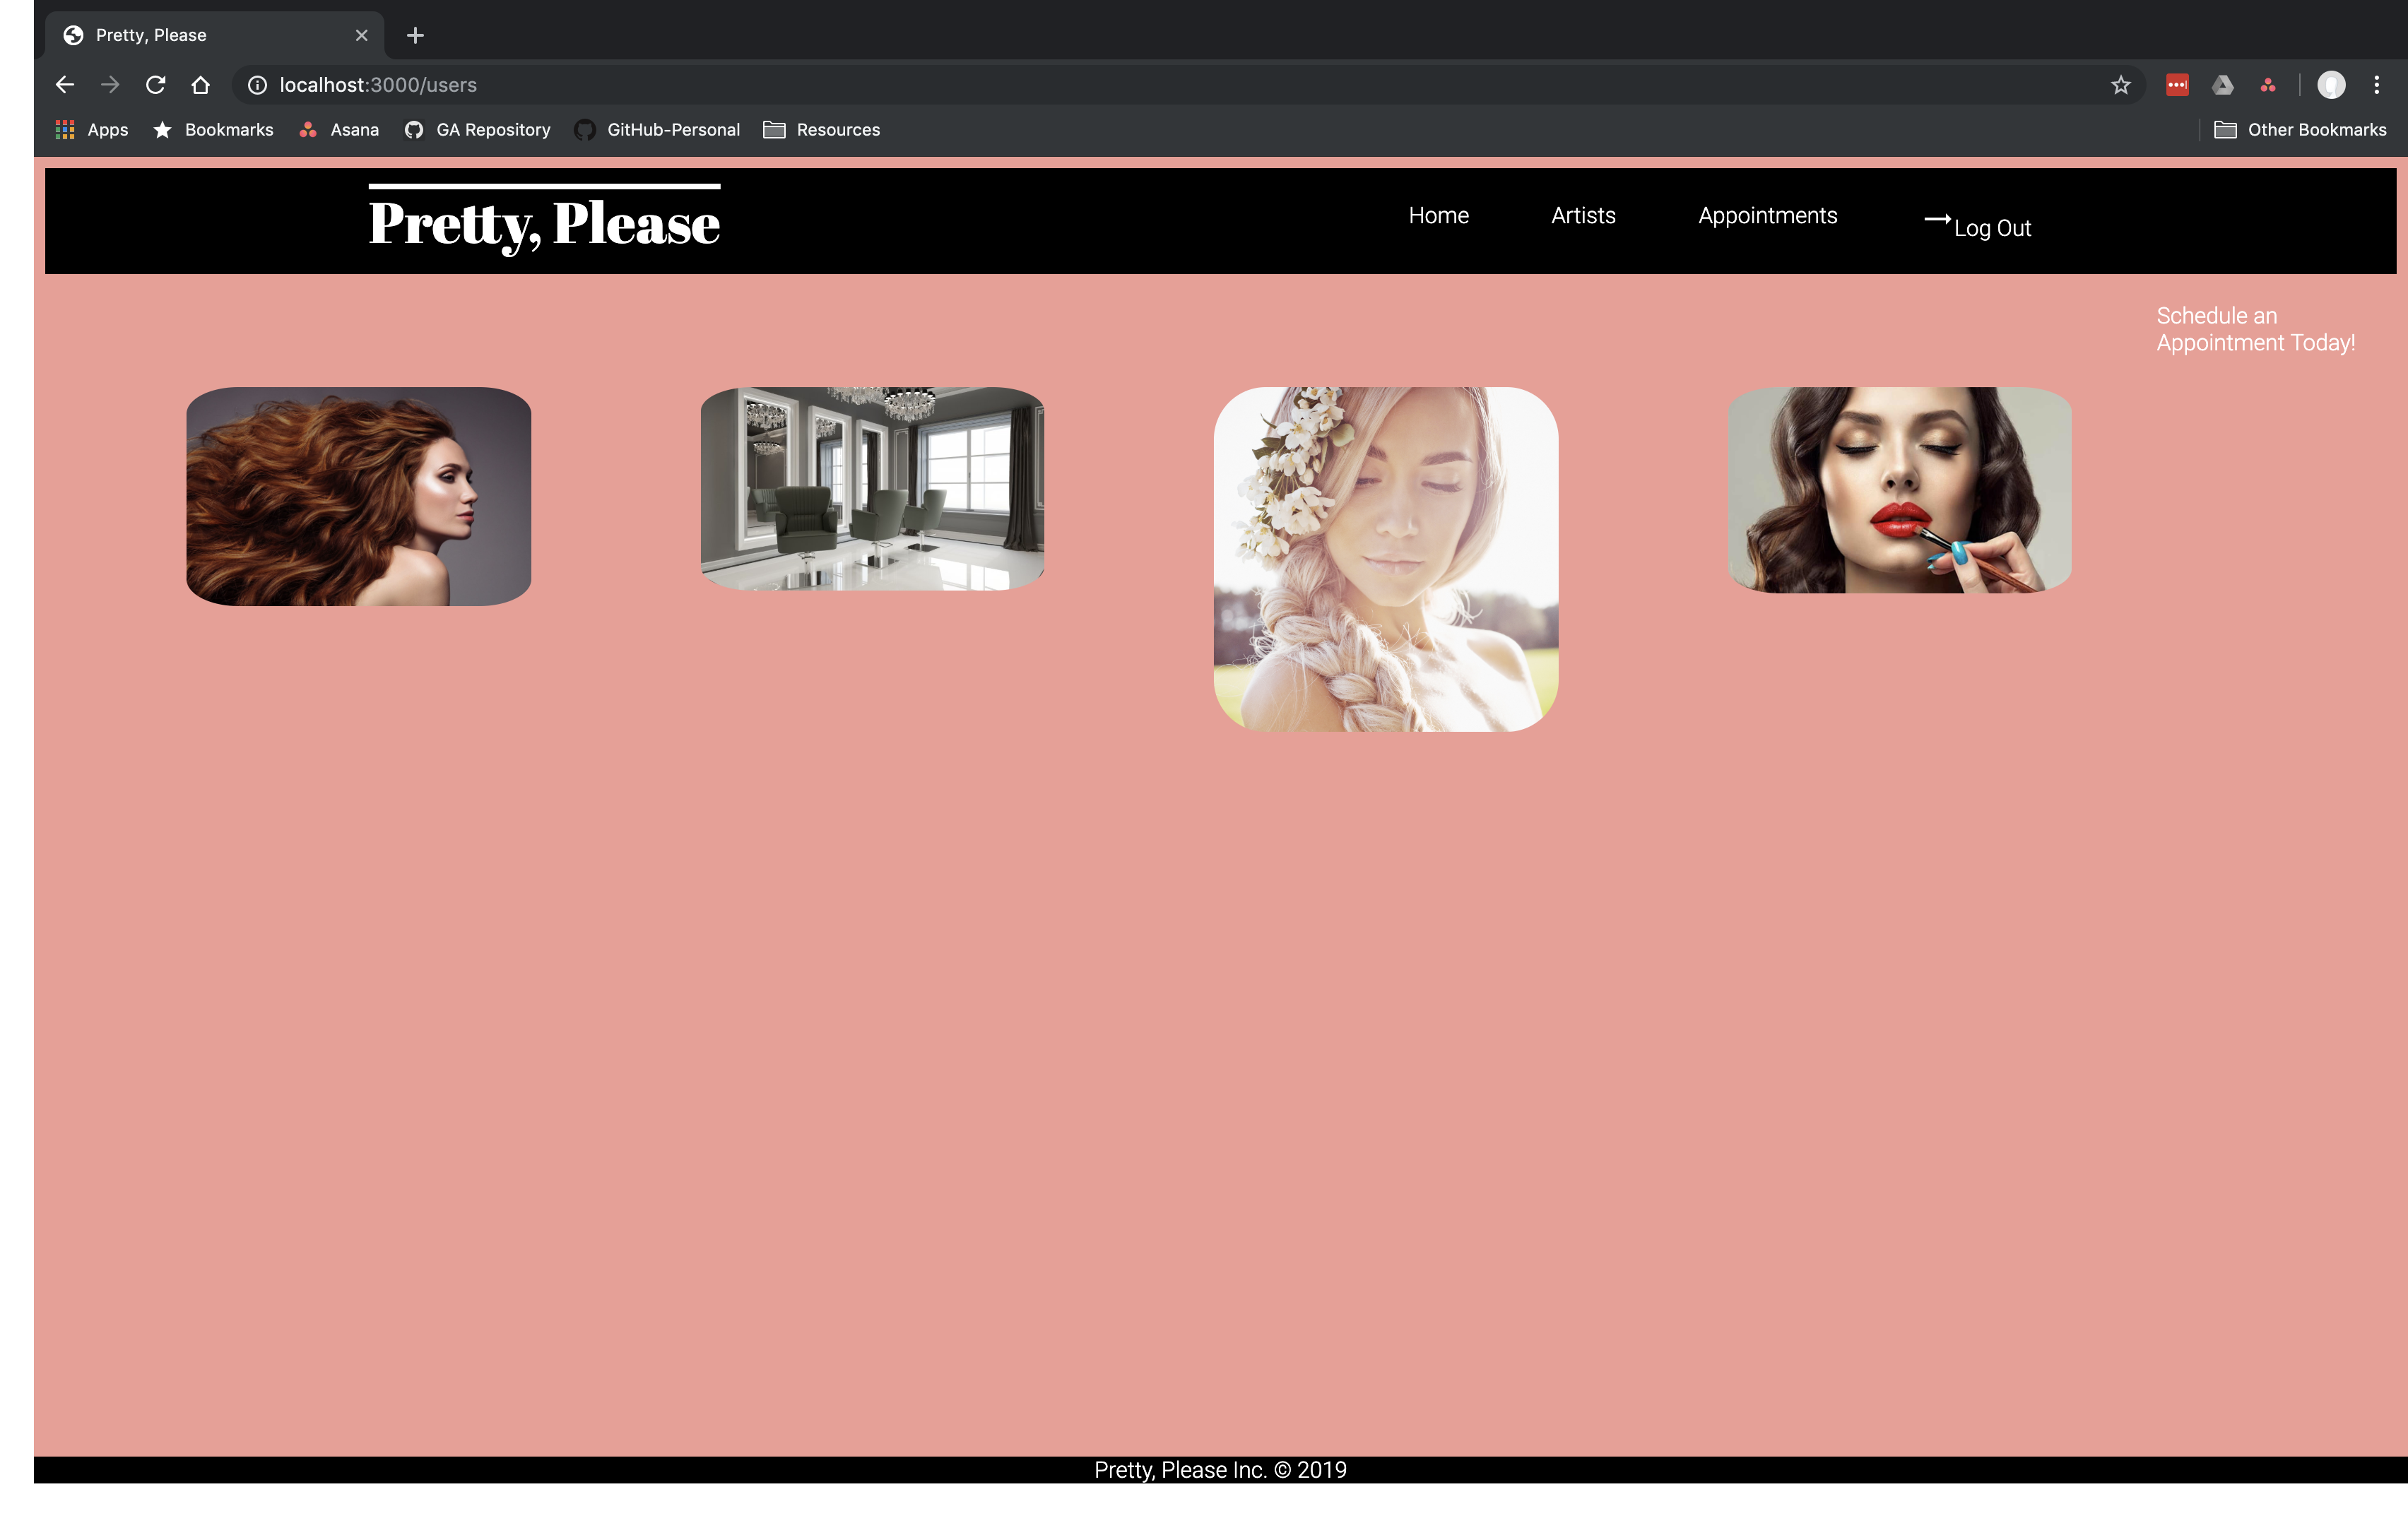 Pretty, Please
localhost:3000/users
Apps Bookmarks Asana GA Repository GitHub-Personal Resources Other Bookmarks
Pretty, Please
Home Artists Appointments Log Out
Schedule an
Appointment Today!
Pretty, Please Inc. © 2019